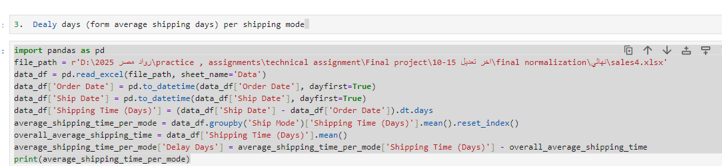 3. Dealy days (form average shipping days) per shipping mode
import pandas as pd
file_path = r'D:\2025 رواد مصر\practice , assignments\technical assignment\Final project\10-15 اخر تعديل\final normalization\نهائي\sales4.xlsx'
data_df = pd.read_excel(file_path, sheet_name='Data')
data_df['Order Date'] = pd.to_datetime(data_df['Order Date'], dayfirst=True)
data_df['Ship Date'] = pd.to_datetime(data_df['Ship Date'], dayfirst=True)
data_df['Shipping Time (Days)'] = (data_df['Ship Date'] - data_df['Order Date']).dt.days
average_shipping_time_per_mode = data_df.groupby('Ship Mode')['Shipping Time (Days)'].mean().reset_index()
overall_average_shipping_time = data_df['Shipping Time (Days)'].mean()
average_shipping_time_per_mode['Delay Days'] = average_shipping_time_per_mode['Shipping Time (Days)'] - overall_average_shipping_time
print(average_shipping_time_per_mode)